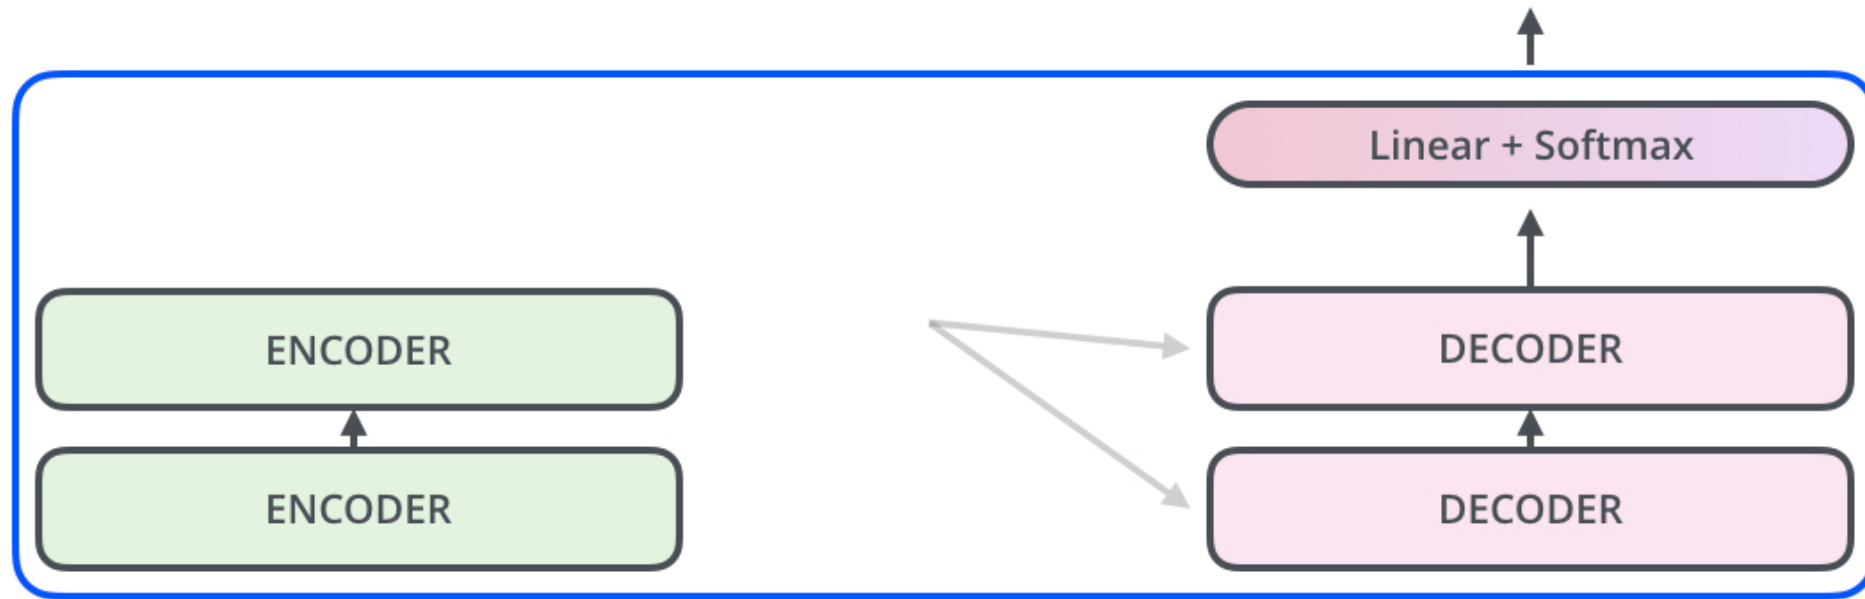 Linear + Softmax
ENCODER
DECODER
ENCODER
DECODER